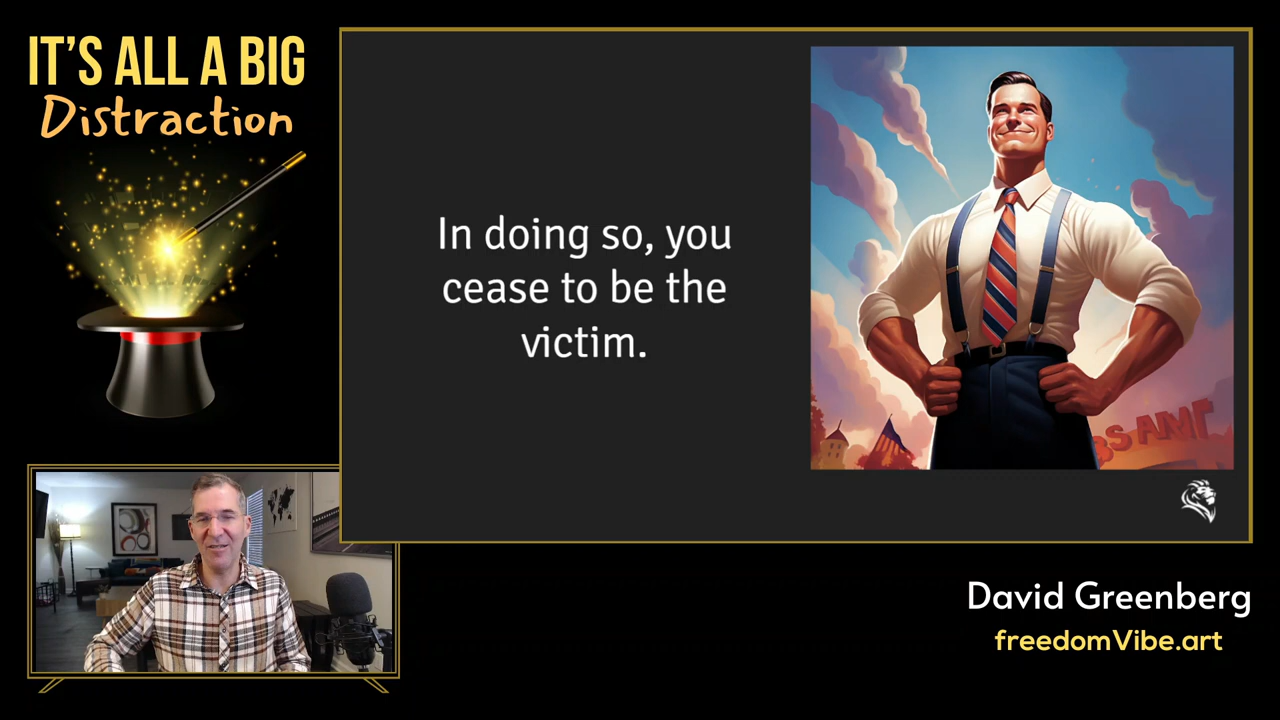 IT'S ALL A BIG
Distraction
In doing so, you
cease to be the
victim.
David Greenberg
freedomVibe.art